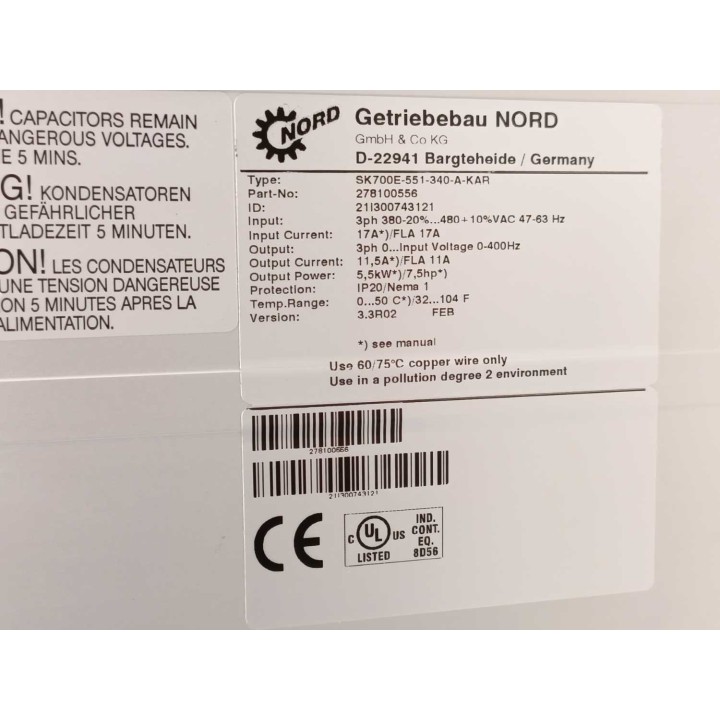 ! CAPACITORS REMAIN
ANGEROUS VOLTAGES.
E 5 MINS.
G! KONDENSATOREN
GEFÄHRLICHER
TLADEZEIT 5 MINUTEN.
ON! LES CONDENSATEURS
UNE TENSION DANGEREUSE
ON 5 MINUTES APRES LA
ALIMENTATION.
NORD
Getriebebau NORD
GmbH & Co KG
D-22941 Bargteheide / Germany
Type: SK700E-551-340-A-KAR
Part-No: 278100556
ID: 21I300743121
Input: 3ph 380-20%...480+10%VAC 47-63 Hz
Input Current: 17A*)/FLA 17A
Output: 3ph 0...Input Voltage 0-400Hz
Output Current: 11,5A*)/FLA 11A
Output Power: 5,5kW*)/7,5hp*)
Protection: IP20/Nema 1
Temp.Range: 0...50 C*)/32...104 F
Version: 3.3R02 FEB
*) see manual
Use 60/75°C copper wire only
Use in a pollution degree 2 environment
278100556
21I300743121
CE
C UL US
LISTED
IND.
CONT.
EQ.
8D56